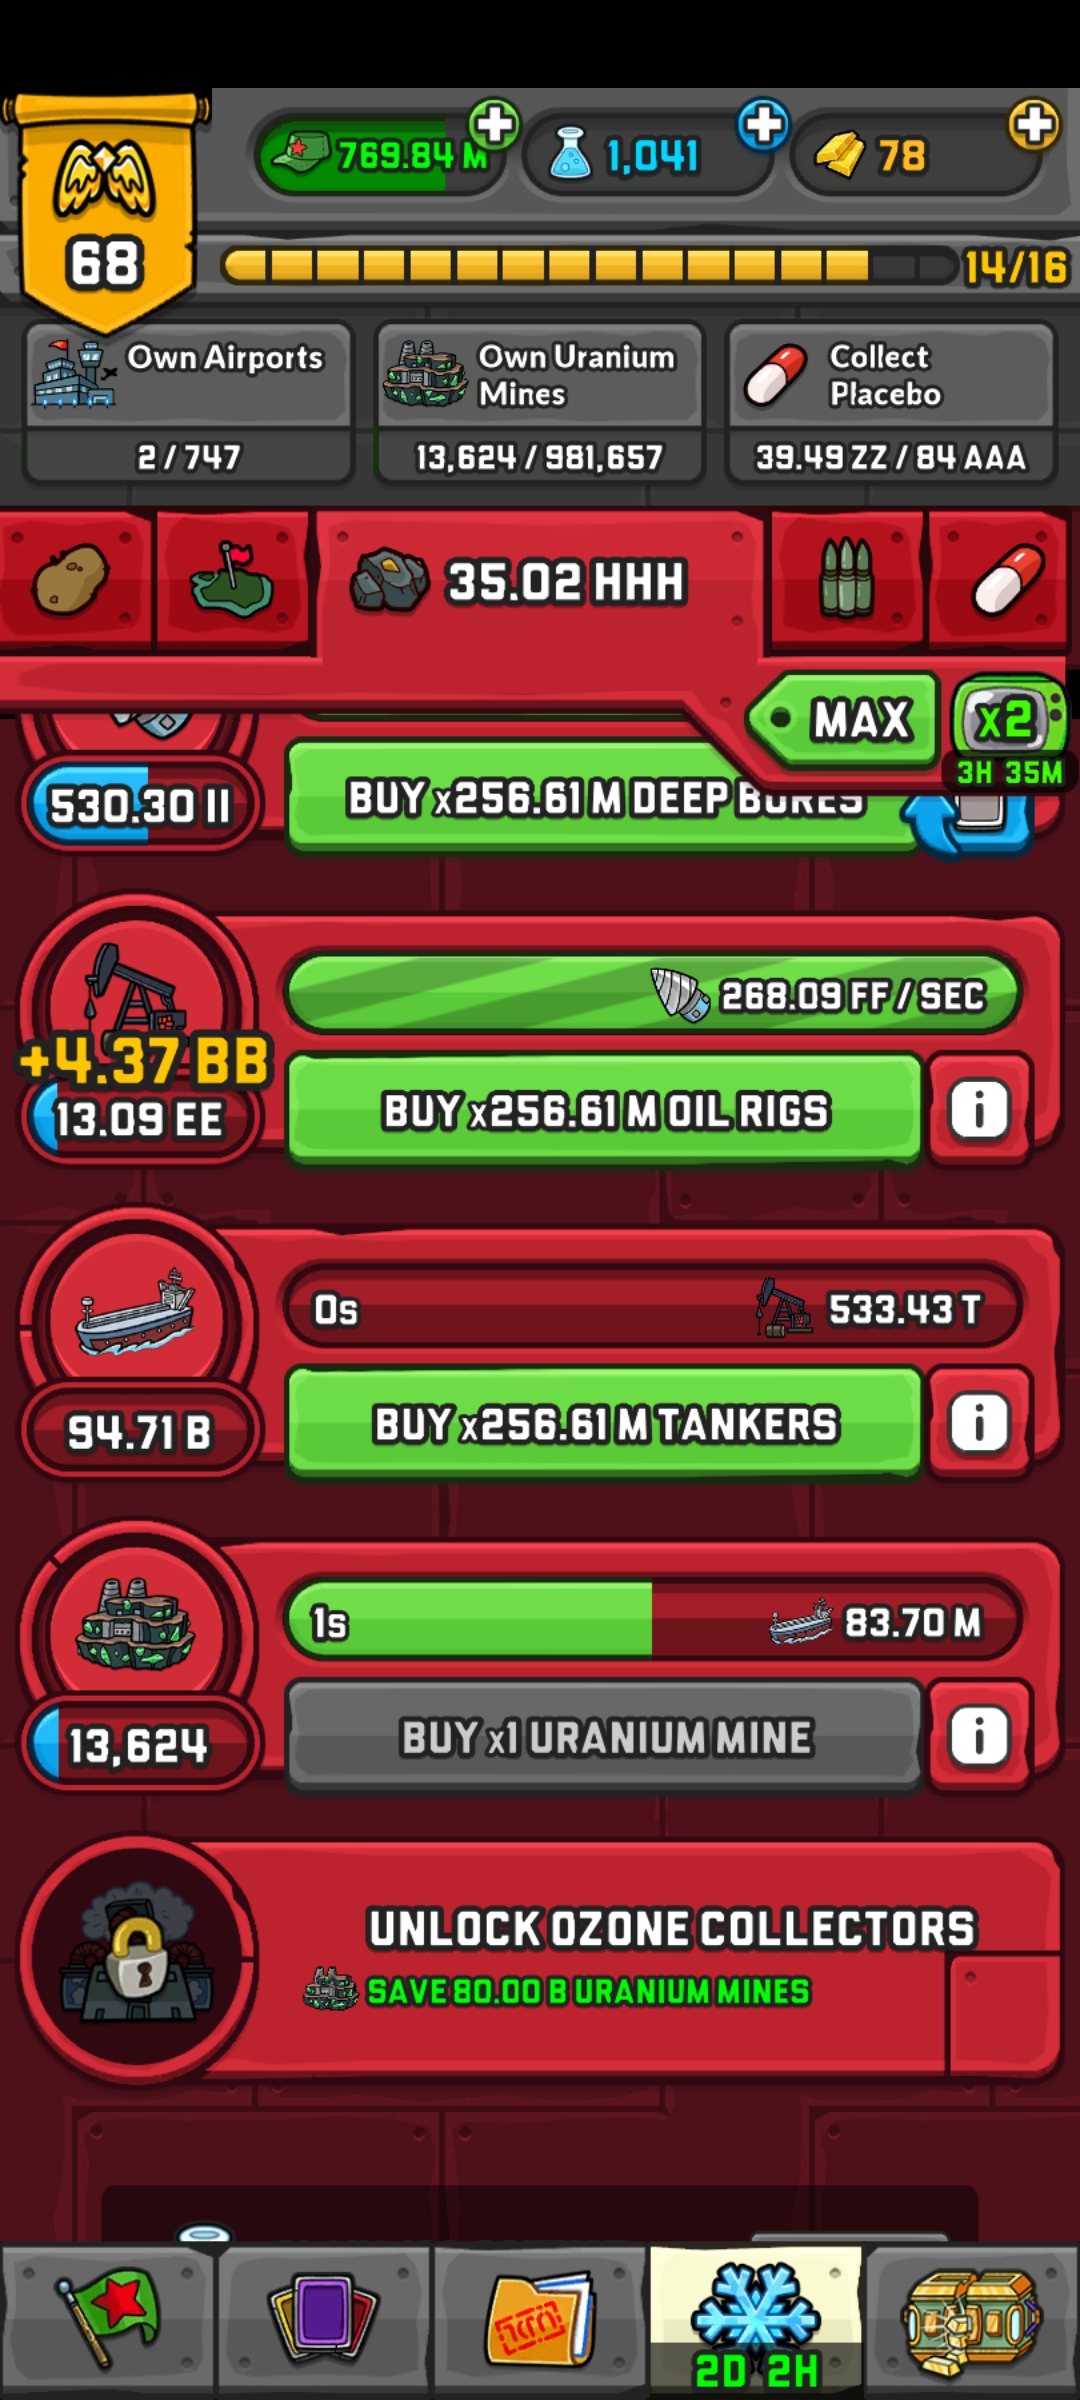 769.84 M
1,041
78
68
14/16
Own Airports
2 / 747
Own Uranium
Mines
13,624 / 981,657
Collect
Placebo
39.49 ZZ / 84 AAA
35.02 HHH
MAX
x2
3H 35M
530.30 II
BUY x256.61 M DEEP BORES
268.09 FF / SEC
+4.37 BB
13.09 EE
BUY x256.61 M OIL RIGS
i
0s
533.43 T
94.71 B
BUY x256.61 M TANKERS
i
1s
83.70 M
13,624
BUY x1 URANIUM MINE
i
UNLOCK OZONE COLLECTORS
SAVE 80.00 B URANIUM MINES
2D 2H